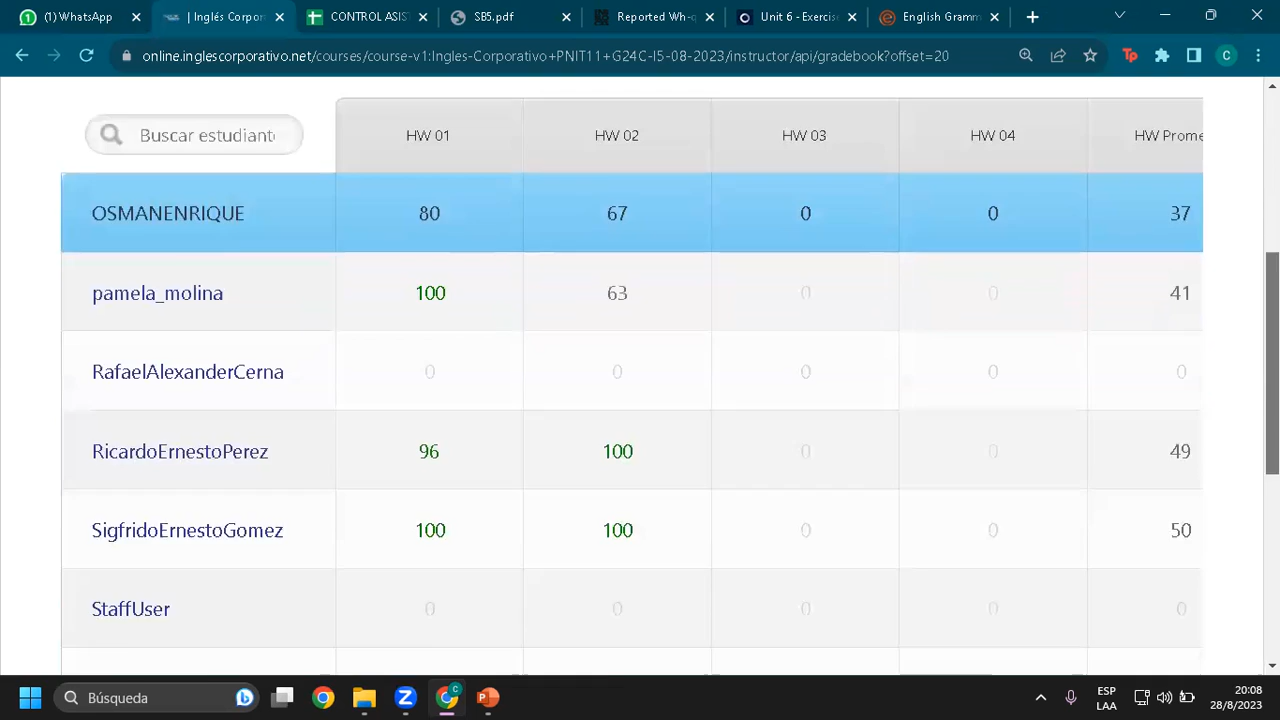 WhatsApp
| Inglés Corpor
CONTROL ASIS
SB5.pdf
Reported Wh-q
Unit 6 - Exercise
English Gramm
online.inglescorporativo.net/courses/course-v1:Ingles-Corporativo+PNIT11+G24C-I5-08-2023/instructor/api/gradebook?offset=20
Tp
C
Buscar estudiante
HW 01 HW 02 HW 03 HW 04 HW Prome
OSMANENRIQUE 80 67 0 0 37
pamela_molina 100 63 0 0 41
RafaelAlexanderCerna 0 0 0 0 0
RicardoErnestoPerez 96 100 0 0 49
SigfridoErnestoGomez 100 100 0 0 50
StaffUser 0 0 0 0 0
Búsqueda
ESP
LAA
20:08
28/8/2023